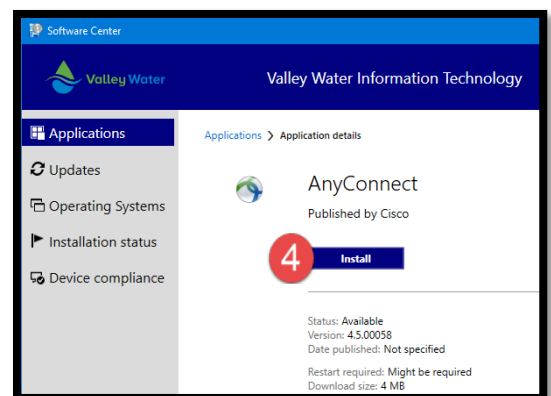 Software Center
Valley Water
Valley Water Information Technology
Applications
Updates
Operating Systems
Installation status
Device compliance
Applications > Application details
AnyConnect
Published by Cisco
4
Install
Status: Available
Version: 4.5.00058
Date published: Not specified
Restart required: Might be required
Download size: 4 MB